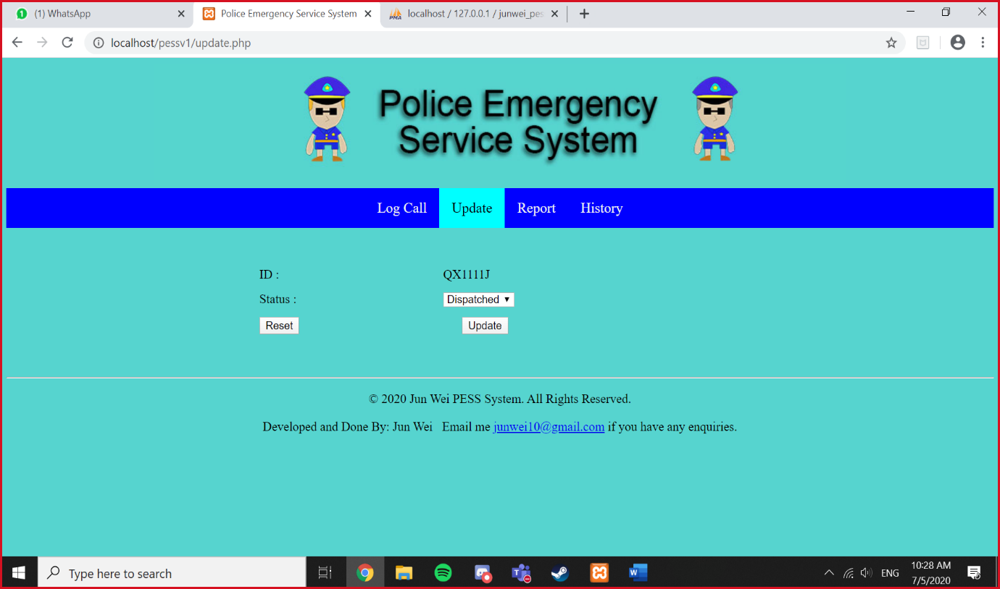 (1) WhatsApp
Police Emergency Service System
localhost / 127.0.0.1 / junwei_pes
localhost/pessv1/update.php
Police Emergency
Service System
Log Call Update Report History
ID : QX1111J
Status : Dispatched
Reset Update
© 2020 Jun Wei PESS System. All Rights Reserved.
Developed and Done By: Jun Wei Email me junwei10@gmail.com if you have any enquiries.
Type here to search
ENG
10:28 AM
7/5/2020